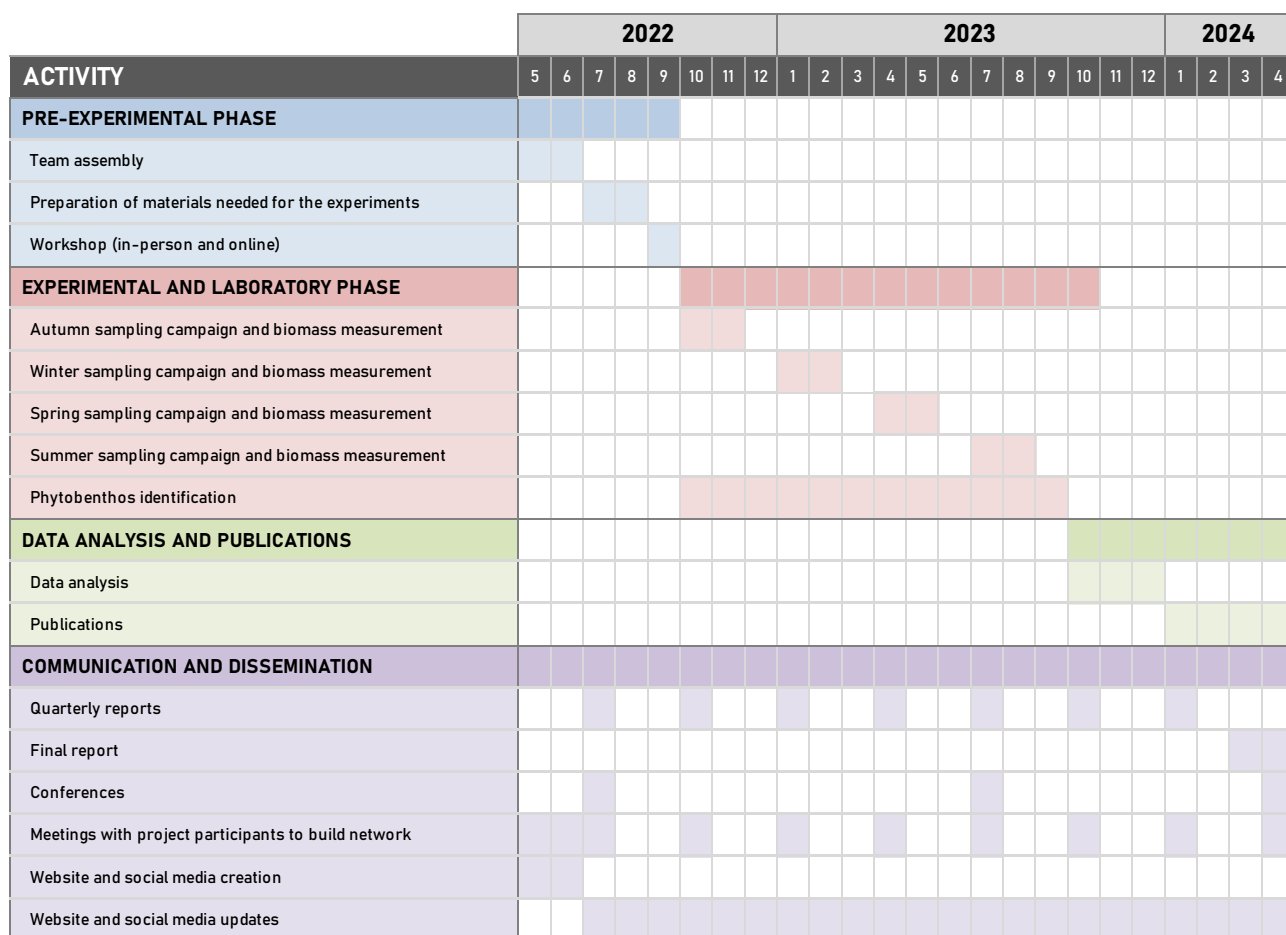 2022 2023 2024
ACTIVITY 5 6 7 8 9 10 11 12 1 2 3 4 5 6 7 8 9 10 11 12 1 2 3 4
PRE-EXPERIMENTAL PHASE
Team assembly
Preparation of materials needed for the experiments
Workshop (in-person and online)
EXPERIMENTAL AND LABORATORY PHASE
Autumn sampling campaign and biomass measurement
Winter sampling campaign and biomass measurement
Spring sampling campaign and biomass measurement
Summer sampling campaign and biomass measurement
Phytobenthos identification
DATA ANALYSIS AND PUBLICATIONS
Data analysis
Publications
COMMUNICATION AND DISSEMINATION
Quarterly reports
Final report
Conferences
Meetings with project participants to build network
Website and social media creation
Website and social media updates